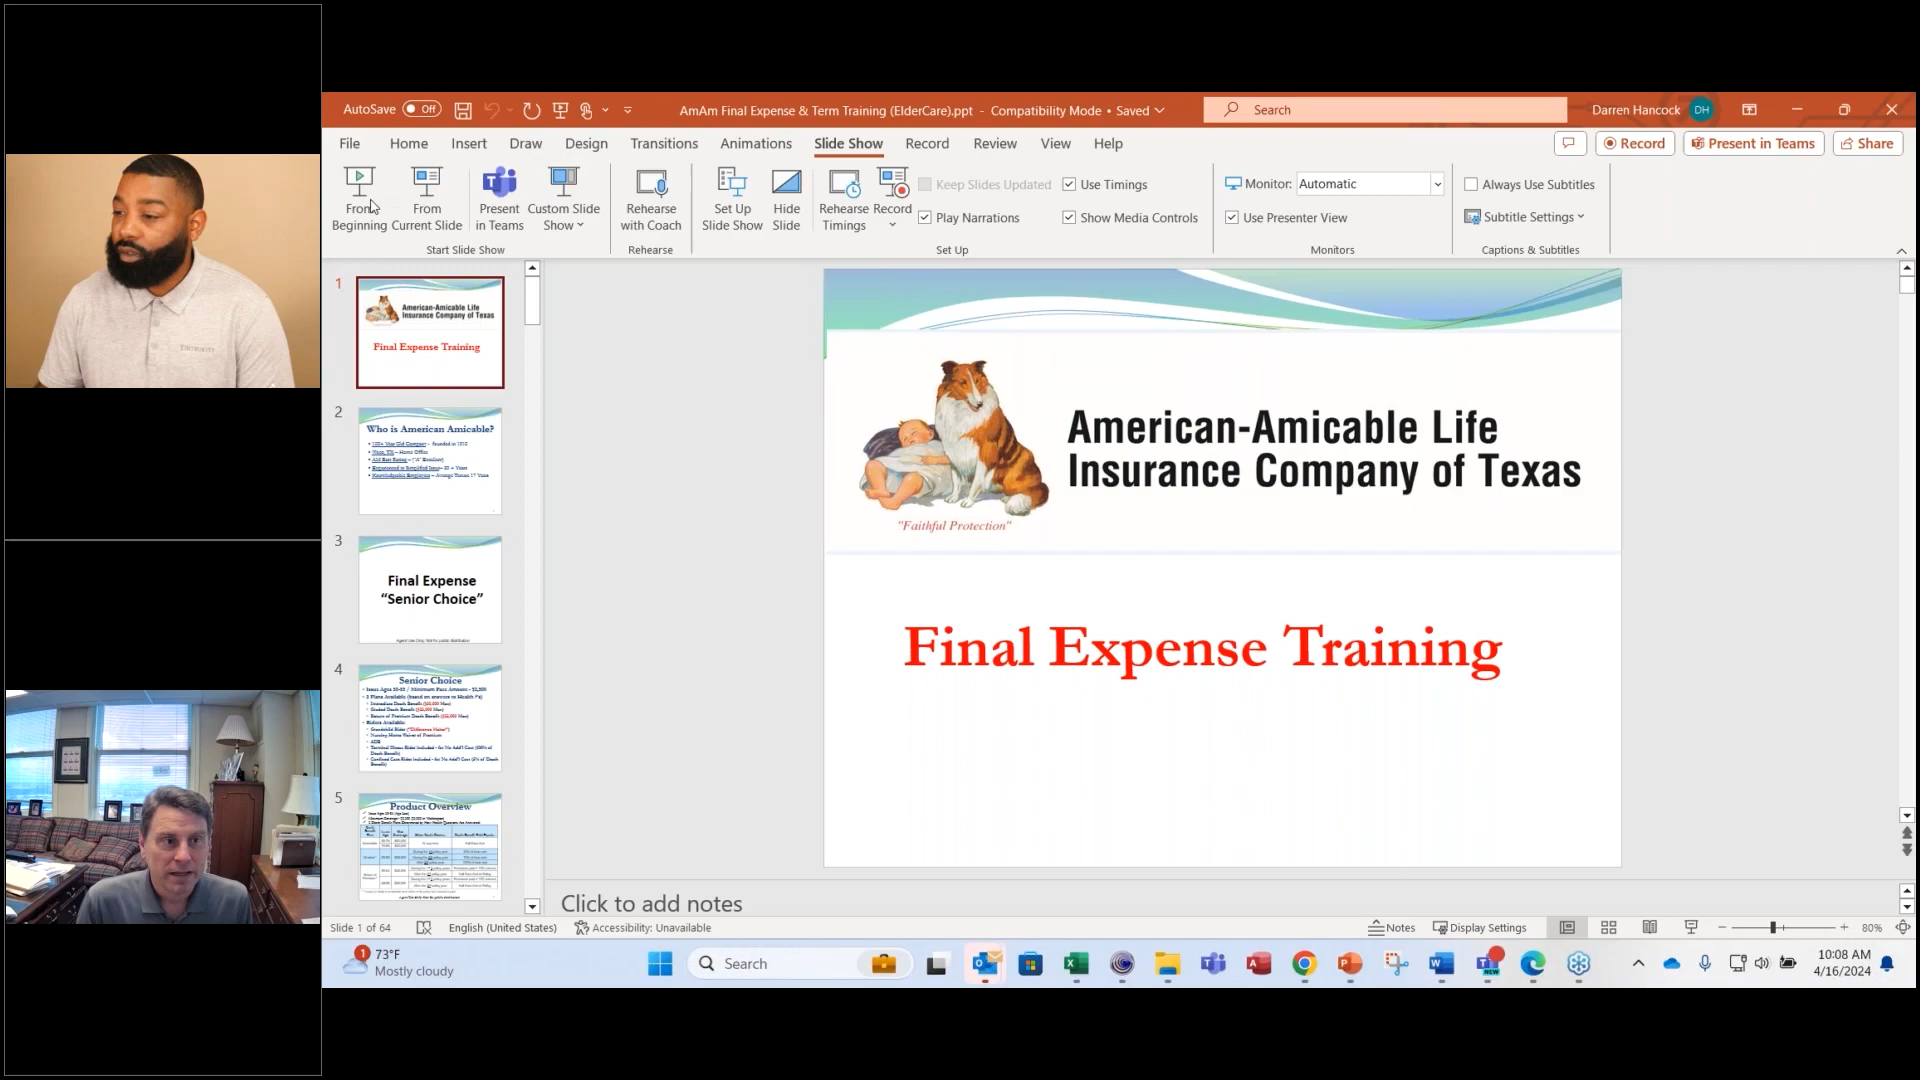 AutoSave Off
AmAm Final Expense & Term Training (ElderCare).ppt - Compatibility Mode • Saved
Search
Darren Hancock DH
File Home Insert Draw Design Transitions Animations Slide Show Record Review View Help
Record Present in Teams Share
From Beginning
From Current Slide
Present in Teams
Custom Slide Show
Start Slide Show
Rehearse with Coach
Rehearse
Set Up Slide Show
Hide Slide
Rehearse Timings
Record
Keep Slides Updated
Play Narrations
Use Timings
Show Media Controls
Set Up
Monitor: Automatic
Use Presenter View
Monitors
Always Use Subtitles
Subtitle Settings
Captions & Subtitles
1
American-Amicable Life
Insurance Company of Texas
Final Expense Training
2
Who is American Amicable?
3
Final Expense
“Senior Choice”
4
Senior Choice
5
Product Overview
American-Amicable Life
Insurance Company of Texas
"Faithful Protection"
Final Expense Training
Click to add notes
Slide 1 of 64
English (United States)
Accessibility: Unavailable
Notes
Display Settings
80%
1
73°F
Mostly cloudy
Search
NEW
10:08 AM
4/16/2024